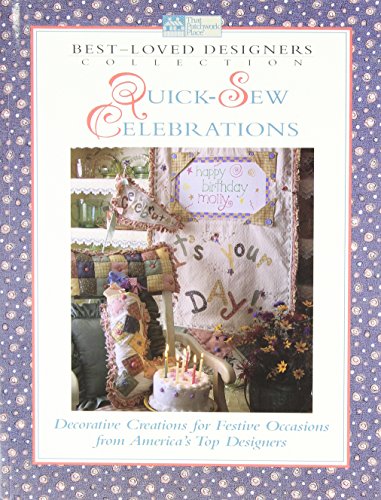 That
Patchwork
Place®
BEST–LOVED DESIGNERS
COLLECTION
QUICK-SEW
CELEBRATIONS
happy
birthday
molly
celebrate
It's your
DAY!
Decorative Creations for Festive Occasions
from America's Top Designers